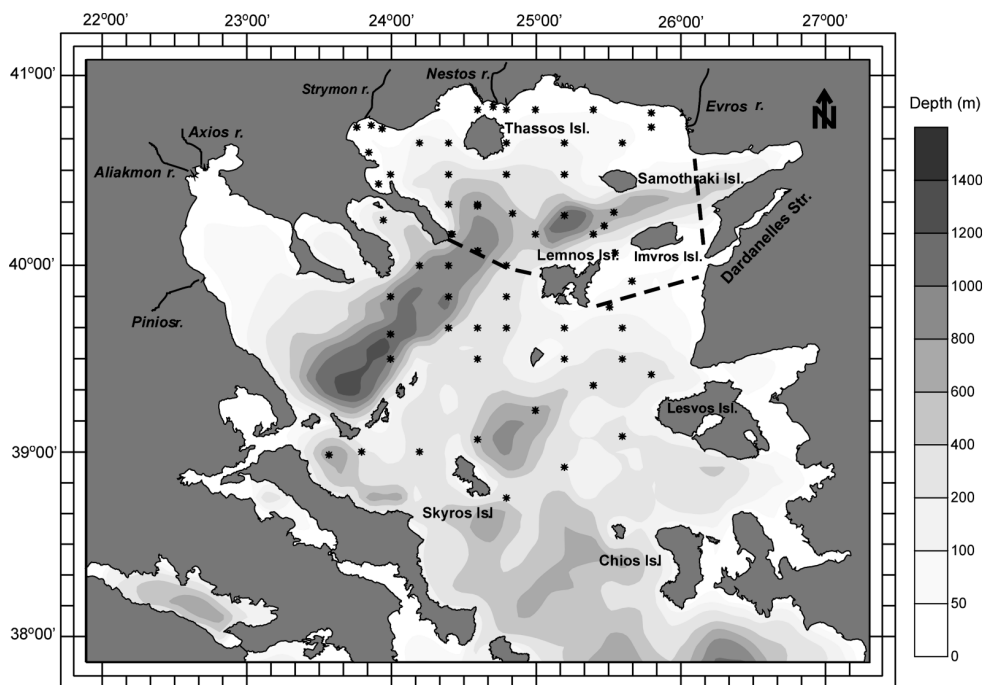 22°00' 23°00' 24°00' 25°00' 26°00' 27°00'
41°00'
40°00'
39°00'
38°00'
Strymon r.
Nestos r.
Evros r.
Axios r.
Aliakmon r.
Thassos Isl.
Samothraki Isl.
Lemnos Isl.
Imvros Isl.
Dardanelles Str.
Piniosr.
Lesvos Isl.
Skyros Isl
Chios Isl
N
Depth (m)
1400
1200
1000
800
600
400
200
100
50
0